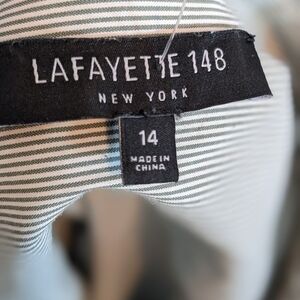 LAFAYETTE 148
NEW YORK
14
MADE IN
CHINA